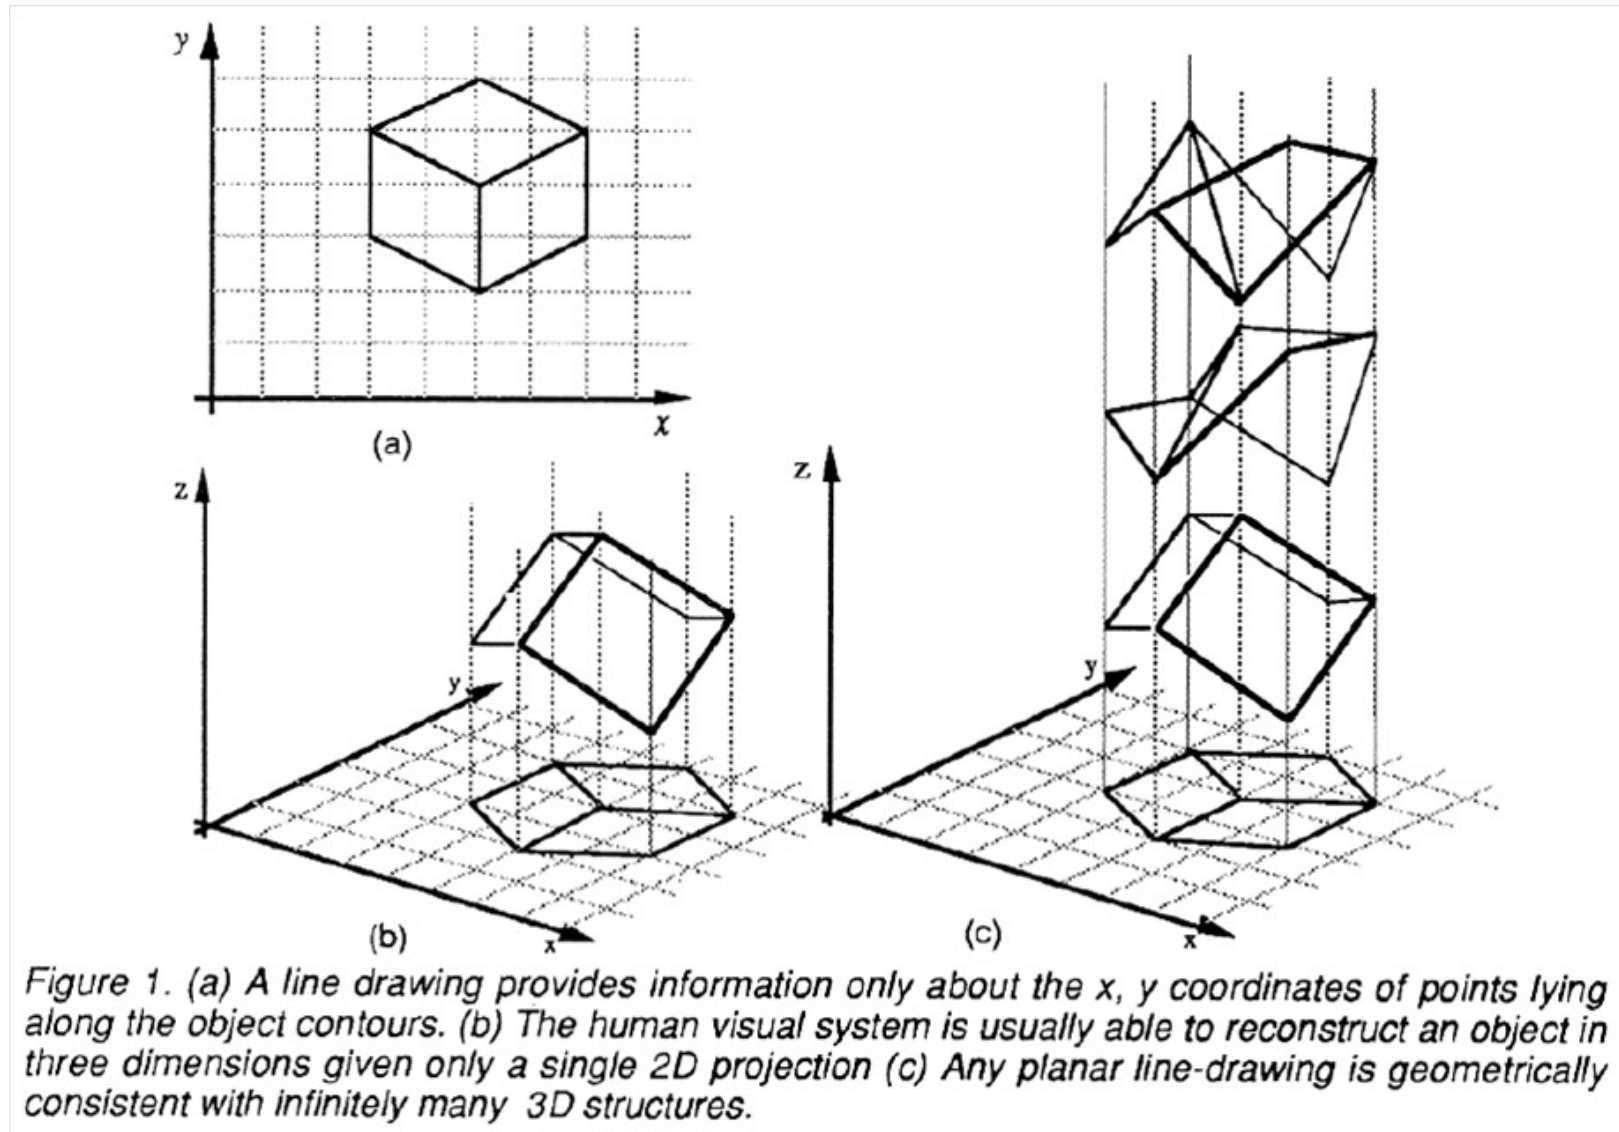 y
x
(a)
z
y
x
(b)
z
y
x
(c)
Figure 1. (a) A line drawing provides information only about the x, y coordinates of points lying
along the object contours. (b) The human visual system is usually able to reconstruct an object in
three dimensions given only a single 2D projection (c) Any planar line-drawing is geometrically
consistent with infinitely many 3D structures.